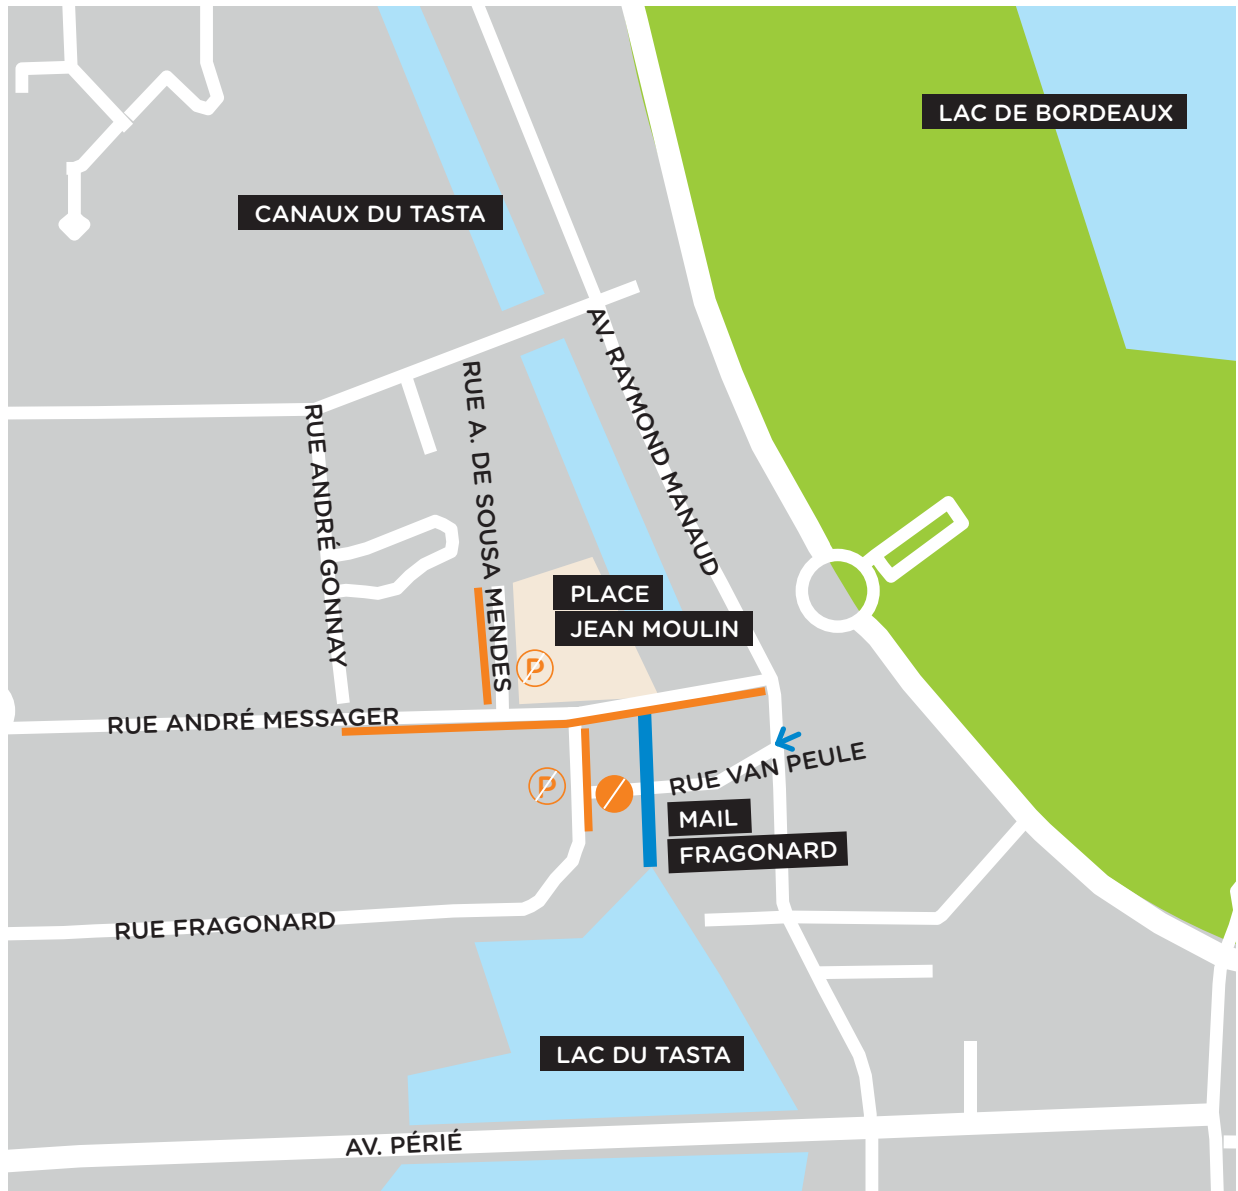 LAC DE BORDEAUX
CANAUX DU TASTA
AV. RAYMOND MANAUD
RUE A. DE SOUSA MENDES
RUE ANDRÉ GONNAY
PLACE
JEAN MOULIN
P
RUE ANDRÉ MESSAGER
RUE VAN PEULE
P
MAIL
FRAGONARD
RUE FRAGONARD
LAC DU TASTA
AV. PÉRIÉ